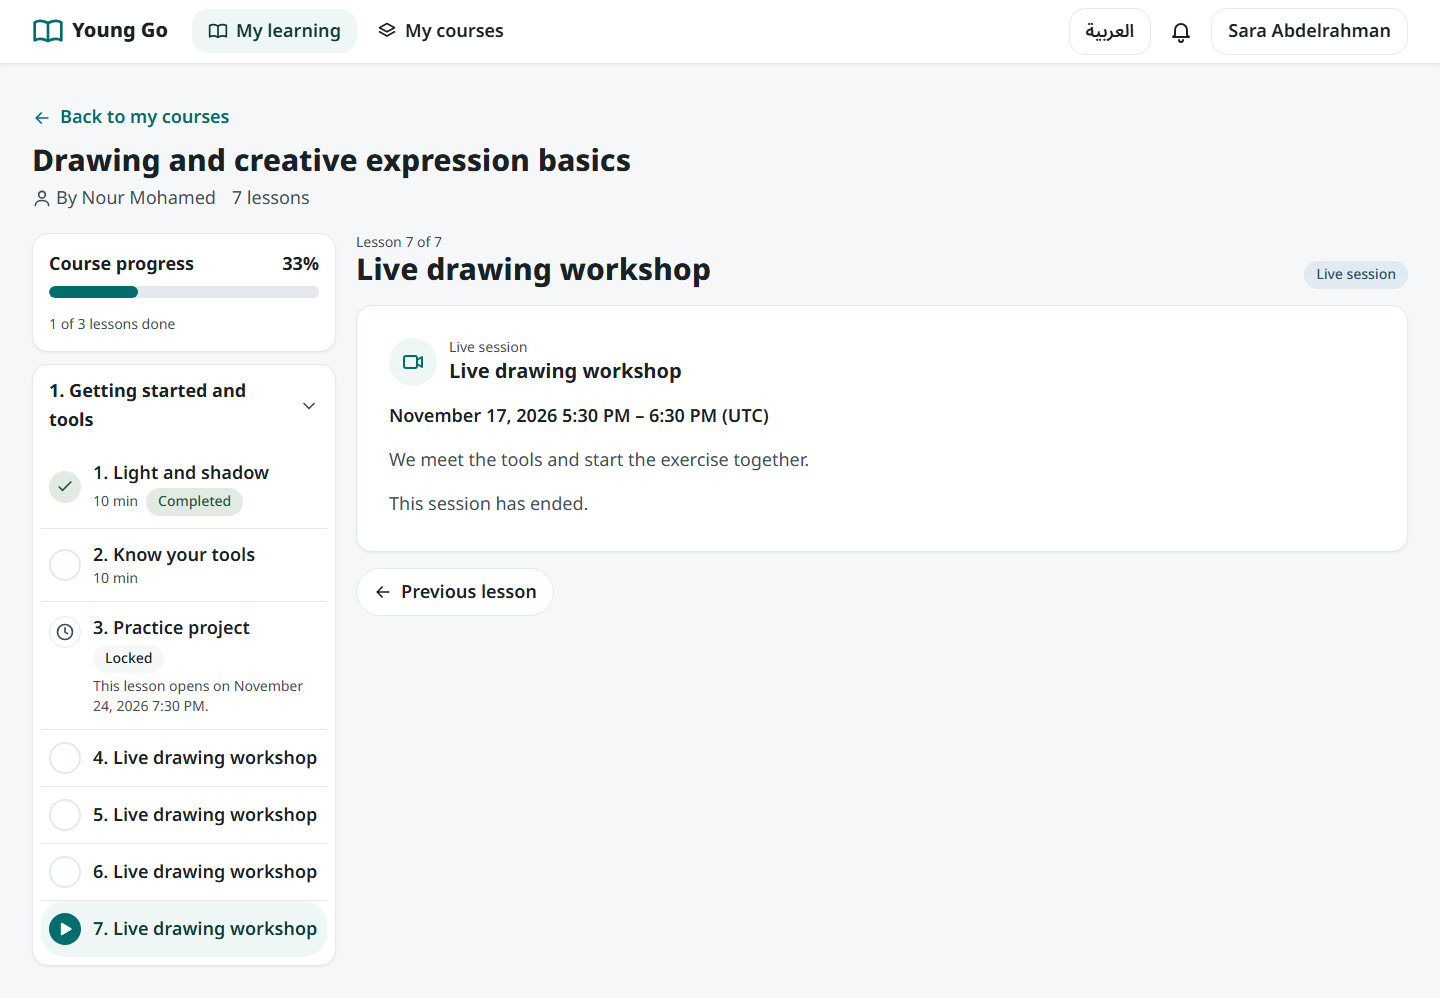 Young Go
My learning
My courses
العربية
Sara Abdelrahman
Back to my courses
Drawing and creative expression basics
By Nour Mohamed 7 lessons
Course progress 33%
1 of 3 lessons done
1. Getting started and
tools
1. Light and shadow
10 min Completed
2. Know your tools
10 min
3. Practice project
Locked
This lesson opens on November
24, 2026 7:30 PM.
4. Live drawing workshop
5. Live drawing workshop
6. Live drawing workshop
7. Live drawing workshop
Lesson 7 of 7
Live drawing workshop
Live session
Live session
Live drawing workshop
November 17, 2026 5:30 PM – 6:30 PM (UTC)
We meet the tools and start the exercise together.
This session has ended.
Previous lesson